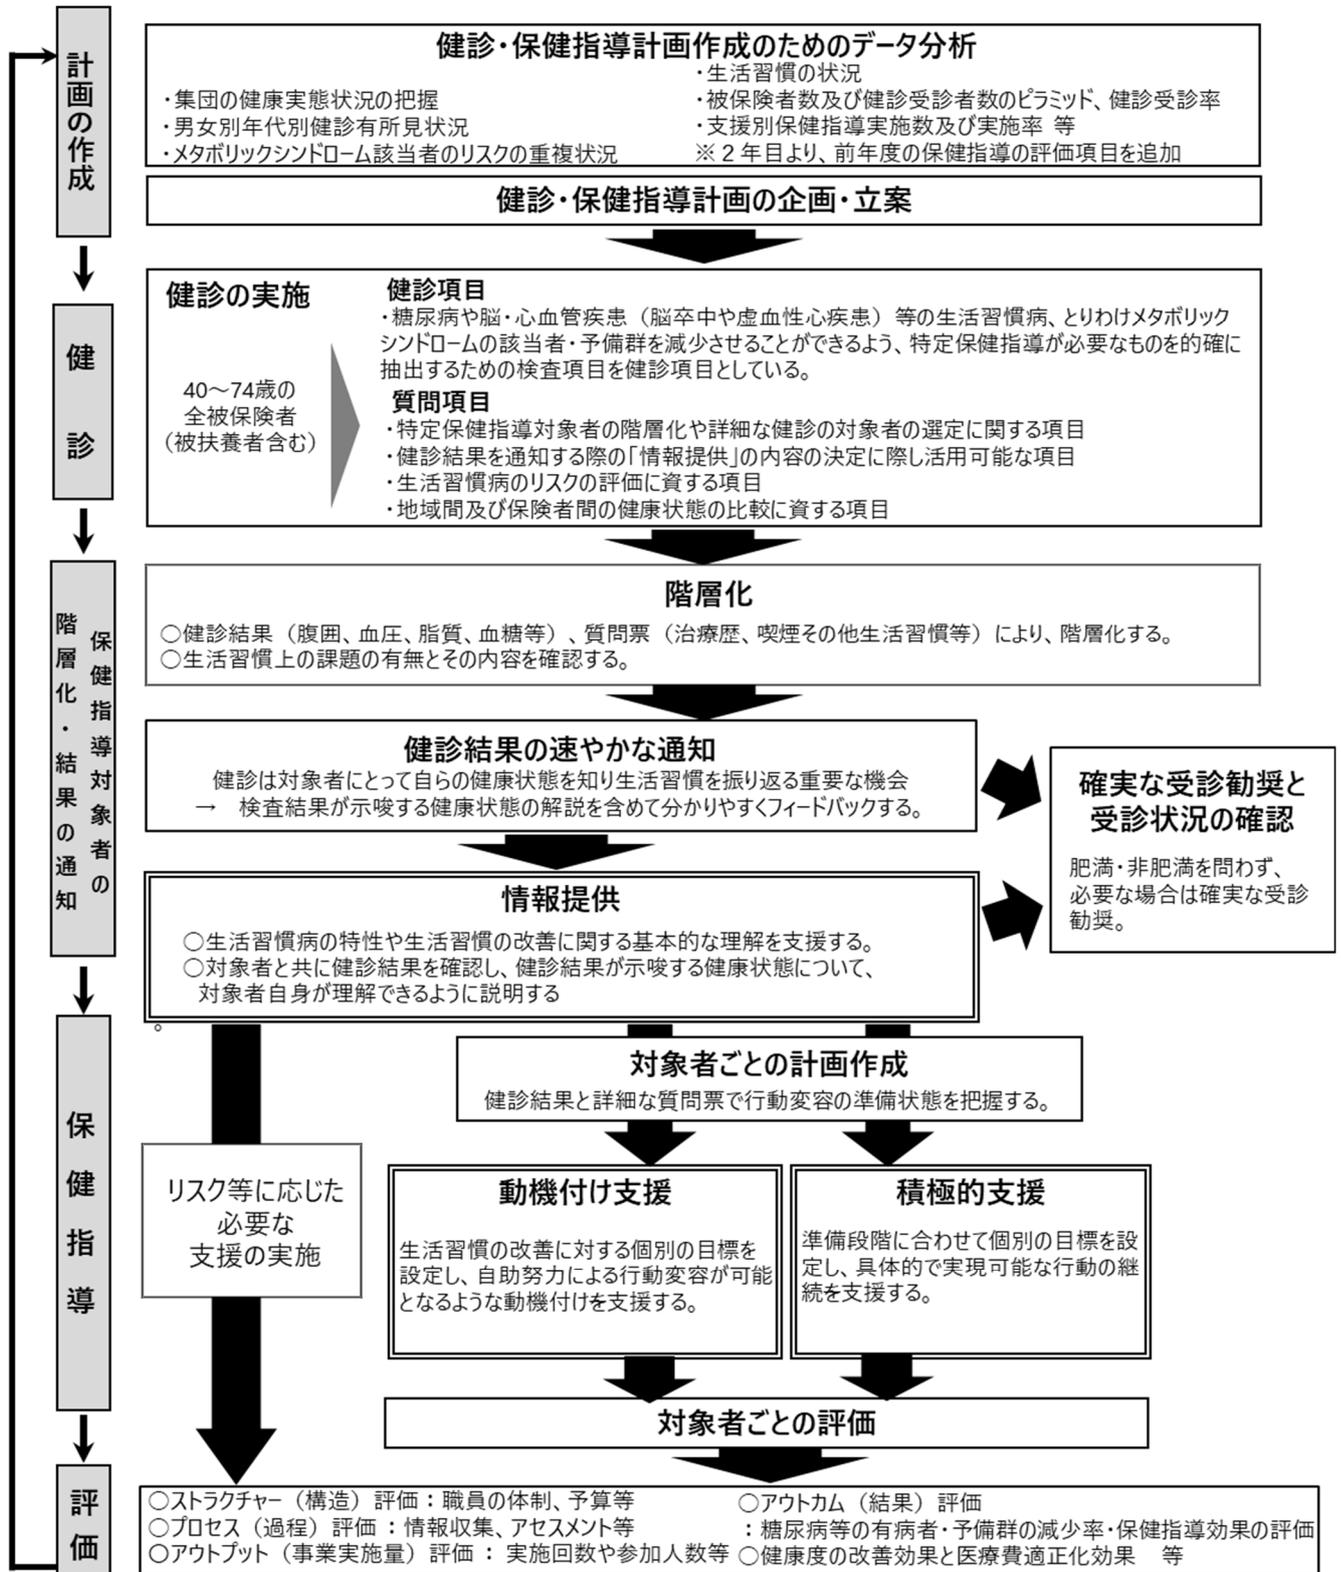 計画の作成
健診・保健指導計画作成のためのデータ分析
・集団の健康実態状況の把握
・男女別年代別健診有所見状況
・メタボリックシンドローム該当者のリスクの重複状況
・生活習慣の状況
・被保険者数及び健診受診者数のピラミッド、健診受診率
・支援別保健指導実施数及び実施率 等
※２年目より、前年度の保健指導の評価項目を追加
健診・保健指導計画の企画・立案
健診
健診の実施
40～74歳の
全被保険者
（被扶養者含む）
健診項目
・糖尿病や脳・心血管疾患（脳卒中や虚血性心疾患）等の生活習慣病、とりわけメタボリック
シンドロームの該当者・予備群を減少させることができるよう、特定保健指導が必要なものを的確に
抽出するための検査項目を健診項目としている。
質問項目
・特定保健指導対象者の階層化や詳細な健診の対象者の選定に関する項目
・健診結果を通知する際の「情報提供」の内容の決定に際し活用可能な項目
・生活習慣病のリスクの評価に資する項目
・地域間及び保険者間の健康状態の比較に資する項目
保健指導対象者の
階層化・結果の通知
階層化
○健診結果（腹囲、血圧、脂質、血糖等）、質問票（治療歴、喫煙その他生活習慣等）により、階層化する。
○生活習慣上の課題の有無とその内容を確認する。
健診結果の速やかな通知
健診は対象者にとって自らの健康状態を知り生活習慣を振り返る重要な機会
→ 検査結果が示唆する健康状態の解説を含めて分かりやすくフィードバックする。
確実な受診勧奨と
受診状況の確認
肥満・非肥満を問わず、
必要な場合は確実な受診
勧奨。
情報提供
○生活習慣病の特性や生活習慣の改善に関する基本的な理解を支援する。
○対象者と共に健診結果を確認し、健診結果が示唆する健康状態について、
対象者自身が理解できるように説明する
。
保健指導
対象者ごとの計画作成
健診結果と詳細な質問票で行動変容の準備状態を把握する。
リスク等に応じた
必要な
支援の実施
動機付け支援
生活習慣の改善に対する個別の目標を
設定し、自助努力による行動変容が可能
となるような動機付けを支援する。
積極的支援
準備段階に合わせて個別の目標を設
定し、具体的で実現可能な行動の継
続を支援する。
対象者ごとの評価
評価
○ストラクチャー（構造）評価：職員の体制、予算等
○プロセス（過程）評価：情報収集、アセスメント等
○アウトプット（事業実施量）評価： 実施回数や参加人数等
○アウトカム（結果）評価
：糖尿病等の有病者・予備群の減少率・保健指導効果の評価
○健康度の改善効果と医療費適正化効果 等